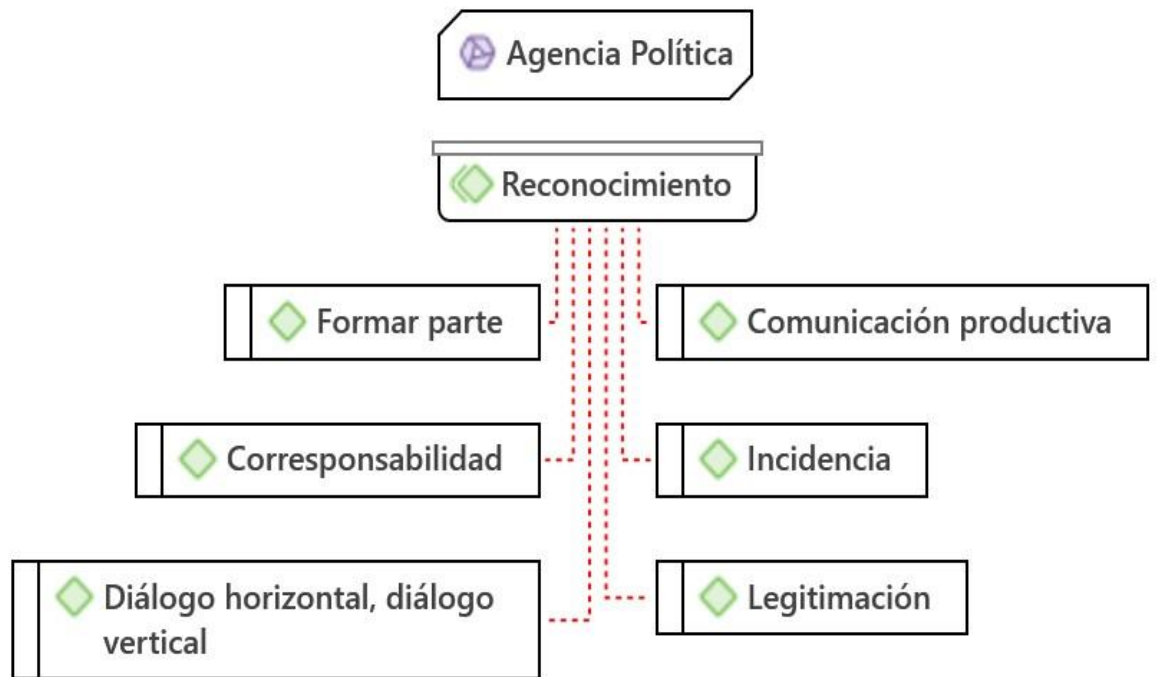 Agencia Política
Reconocimiento
Formar parte
Comunicación productiva
Corresponsabilidad
Incidencia
Diálogo horizontal, diálogo
vertical
Legitimación